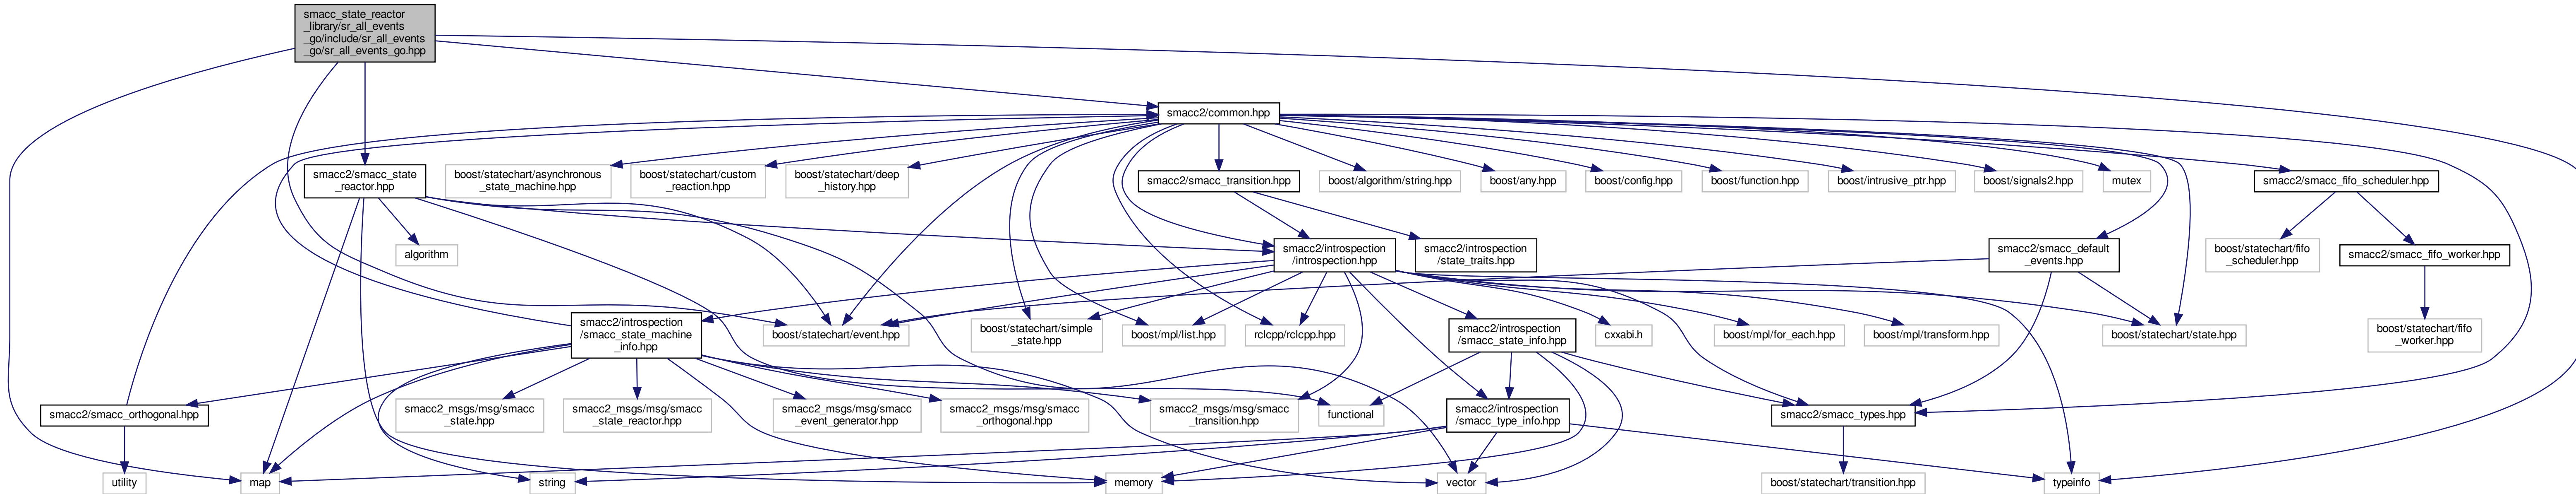 smacc_state_reactor
_library/sr_all_events
_go/include/sr_all_events
_go/sr_all_events_go.hpp
smacc2/common.hpp
smacc2/smacc_state
_reactor.hpp
boost/statechart/asynchronous
_state_machine.hpp
boost/statechart/custom
_reaction.hpp
boost/statechart/deep
_history.hpp
smacc2/smacc_transition.hpp
boost/algorithm/string.hpp
boost/any.hpp
boost/config.hpp
boost/function.hpp
boost/intrusive_ptr.hpp
boost/signals2.hpp
mutex
smacc2/smacc_fifo_scheduler.hpp
algorithm
smacc2/introspection
/introspection.hpp
smacc2/introspection
/state_traits.hpp
smacc2/smacc_default
_events.hpp
boost/statechart/fifo
_scheduler.hpp
smacc2/smacc_fifo_worker.hpp
smacc2/introspection
/smacc_state_machine
_info.hpp
boost/statechart/event.hpp
boost/statechart/simple
_state.hpp
boost/mpl/list.hpp
rclcpp/rclcpp.hpp
smacc2/introspection
/smacc_state_info.hpp
cxxabi.h
boost/mpl/for_each.hpp
boost/mpl/transform.hpp
boost/statechart/state.hpp
boost/statechart/fifo
_worker.hpp
smacc2/smacc_orthogonal.hpp
smacc2_msgs/msg/smacc
_state.hpp
smacc2_msgs/msg/smacc
_state_reactor.hpp
smacc2_msgs/msg/smacc
_event_generator.hpp
smacc2_msgs/msg/smacc
_orthogonal.hpp
smacc2_msgs/msg/smacc
_transition.hpp
functional
smacc2/introspection
/smacc_type_info.hpp
smacc2/smacc_types.hpp
utility
map
string
memory
vector
boost/statechart/transition.hpp
typeinfo